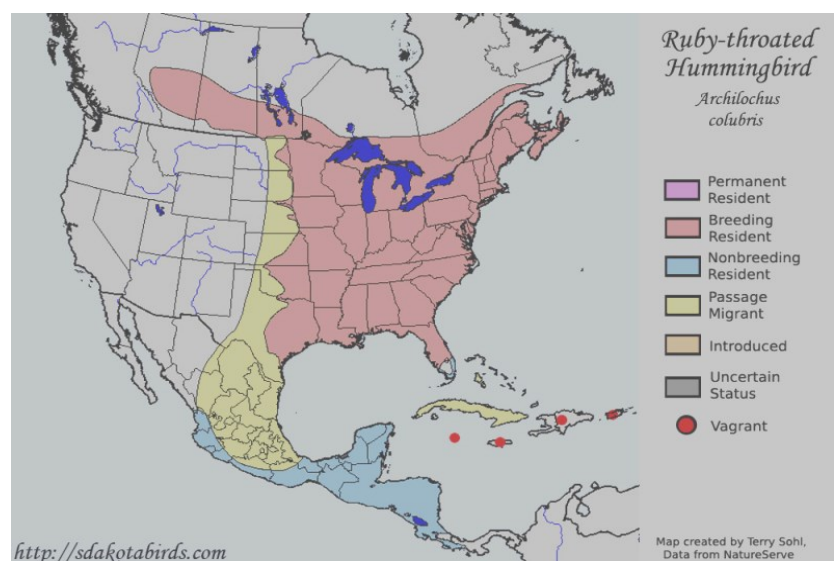 Ruby-throated
Hummingbird
Archilochus
colubris
Permanent
Resident
Breeding
Resident
Nonbreeding
Resident
Passage
Migrant
Introduced
Uncertain
Status
Vagrant
http://sdakotabirds.com
Map created by Terry Sohl,
Data from NatureServe